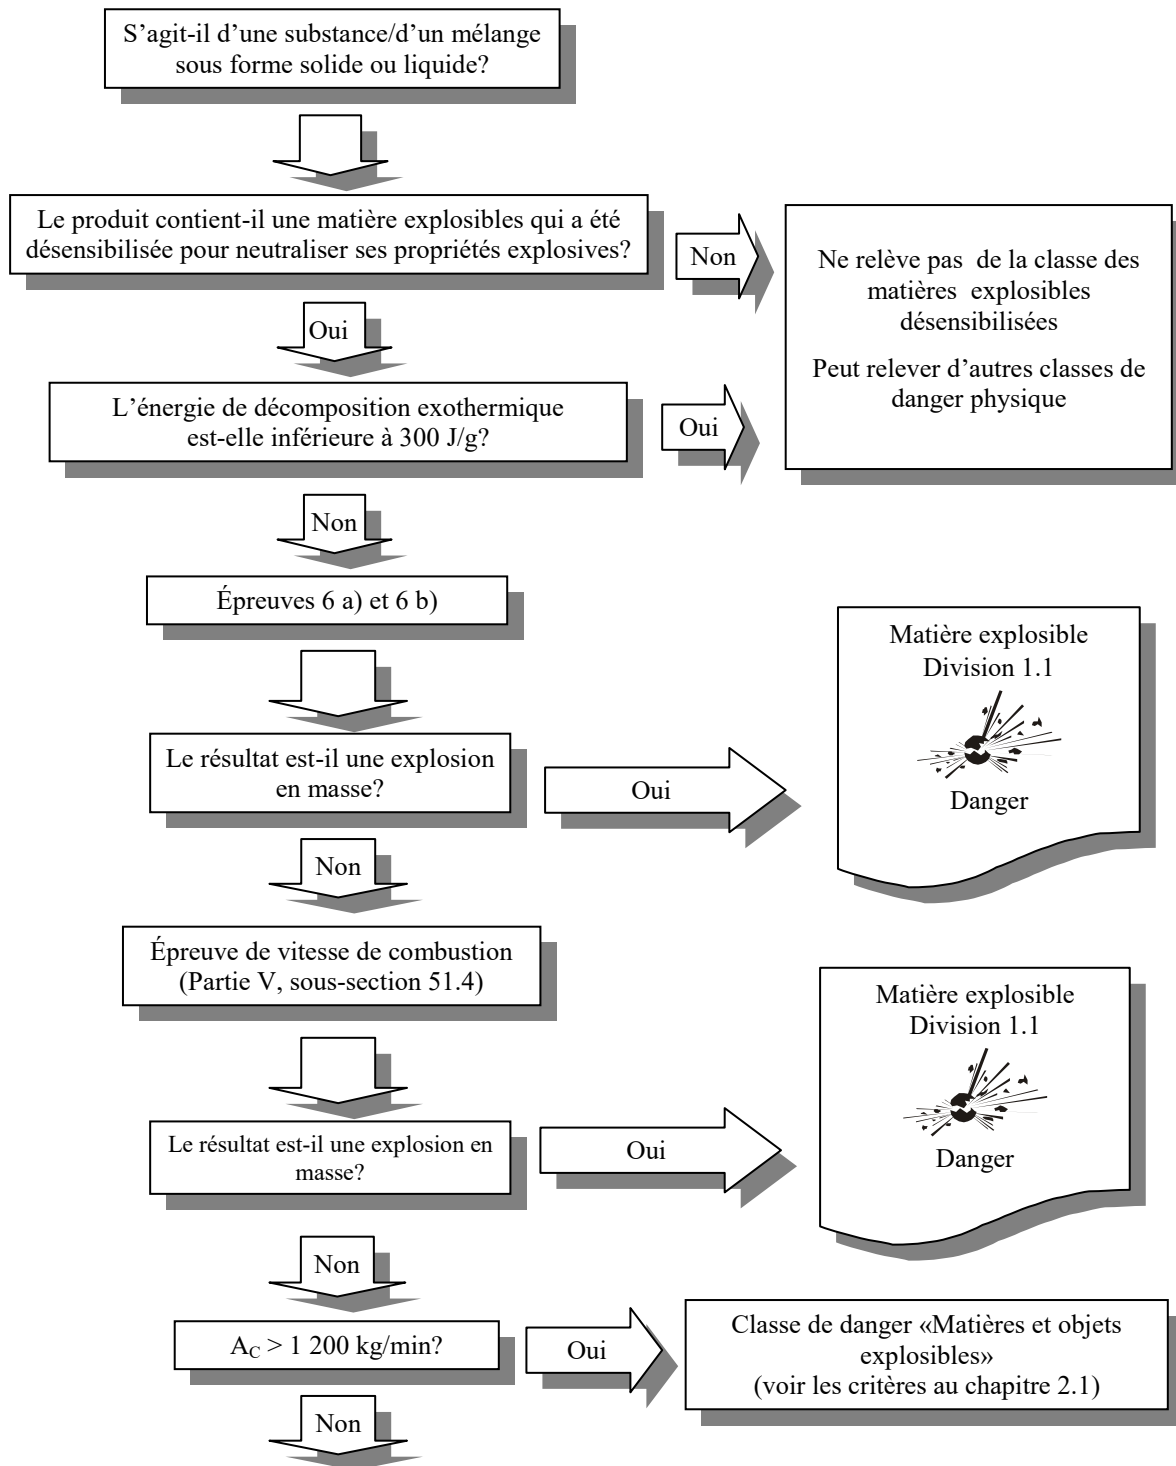 S’agit-il d’une substance/d’un mélange
sous forme solide ou liquide?
Le produit contient-il une matière explosibles qui a été
désensibilisée pour neutraliser ses propriétés explosives?
Non
Ne relève pas de la classe des
matières explosibles
désensibilisées
Peut relever d’autres classes de
danger physique
Oui
L’énergie de décomposition exothermique
est-elle inférieure à 300 J/g?
Oui
Non
Épreuves 6 a) et 6 b)
Matière explosible
Division 1.1
Danger
Le résultat est-il une explosion
en masse?
Oui
Non
Épreuve de vitesse de combustion
(Partie V, sous-section 51.4)
Matière explosible
Division 1.1
Danger
Le résultat est-il une explosion en
masse?
Oui
Non
AC > 1 200 kg/min?
Oui
Classe de danger «Matières et objets
explosibles»
(voir les critères au chapitre 2.1)
Non